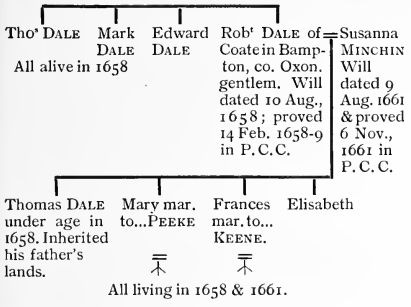 Thoˢ DALE
All alive in 1658
Mark
DALE
Edward
DALE
Robᵗ DALE of
Coate in Bamp-
ton, co. Oxon.
gentlem. Will
dated 10 Aug.,
1658; proved
14 Feb. 1658-9
in P. C. C.
=Susanna
MINCHIN
Will
dated 9
Aug. 1661
& proved
6 Nov.,
1661 in
P. C. C.
Thomas DALE
under age in
1658. Inherited
his father's
lands.
Mary mar.
to...PEEKE
Frances
mar. to...
KEENE.
Elisabeth
All living in 1658 & 1661.